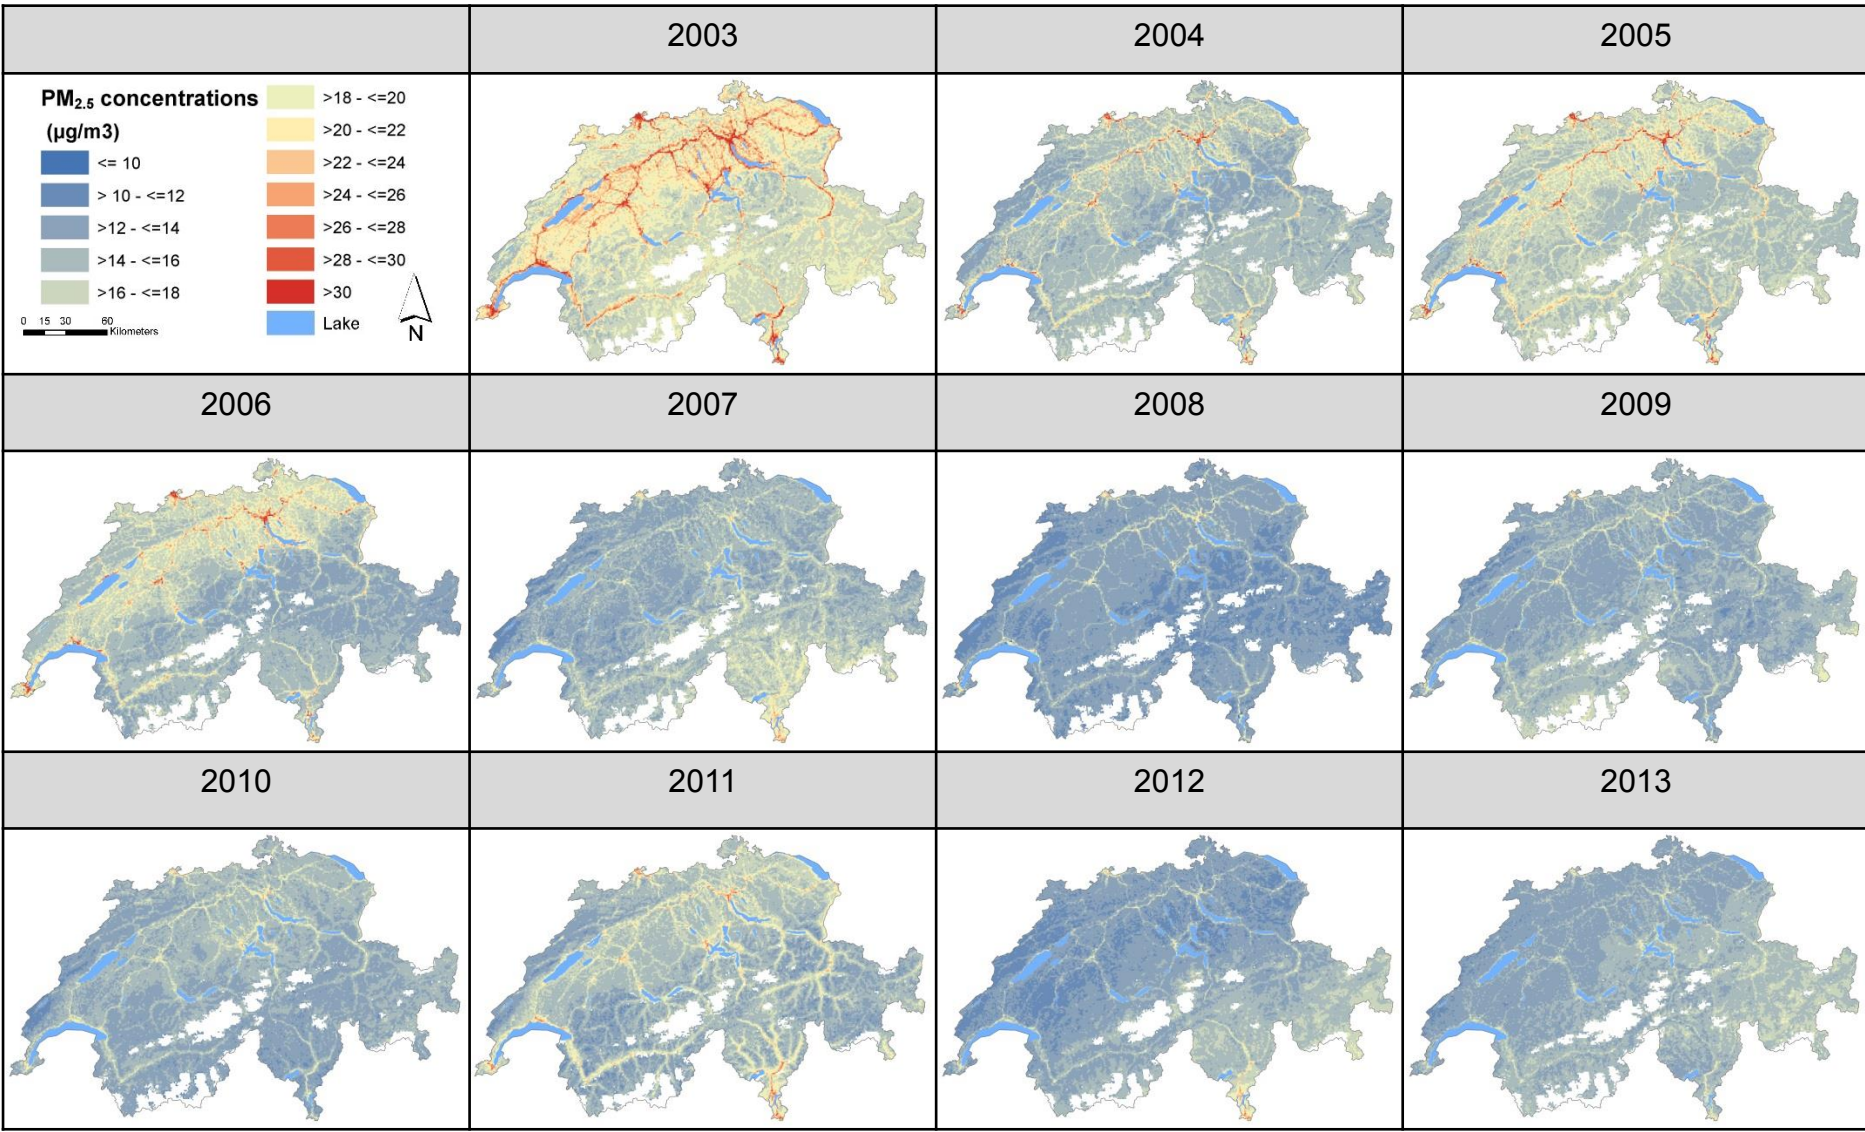 2003
2004
2005
PM2.5 concentrations
(µg/m3)
<= 10
> 10 - <=12
>12 - <=14
>14 - <=16
>16 - <=18
>18 - <=20
>20 - <=22
>22 - <=24
>24 - <=26
>26 - <=28
>28 - <=30
>30
Lake
0 15 30 60
Kilometers
N
2006
2007
2008
2009
2010
2011
2012
2013